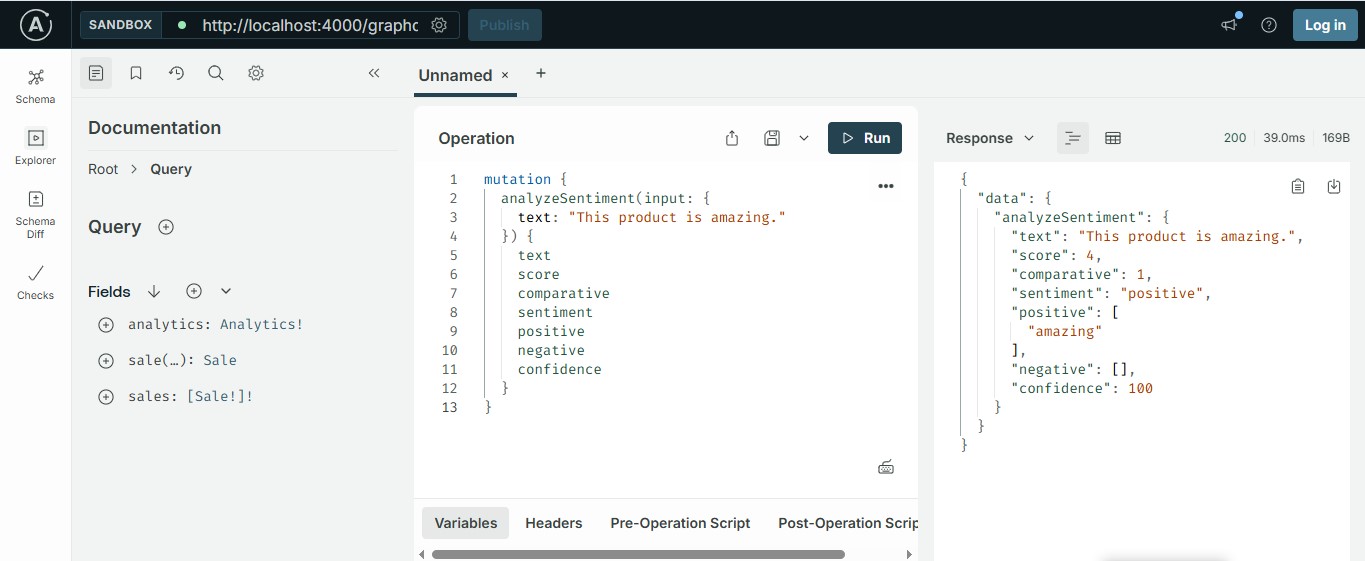 SANDBOX
http://localhost:4000/graphq
Publish
Log in
Schema
Explorer
Schema
Diff
Checks
Unnamed
Documentation
Root > Query
Query
Fields
analytics: Analytics!
sale(…): Sale
sales: [Sale!]!
Operation
Run
1 mutation {
2 analyzeSentiment(input: {
3 text: "This product is amazing."
4 }) {
5 text
6 score
7 comparative
8 sentiment
9 positive
10 negative
11 confidence
12 }
13 }
Variables Headers Pre-Operation Script Post-Operation Scrip
Response
200 39.0ms 169B
{
"data": {
"analyzeSentiment": {
"text": "This product is amazing.",
"score": 4,
"comparative": 1,
"sentiment": "positive",
"positive": [
"amazing"
],
"negative": [],
"confidence": 100
}
}
}